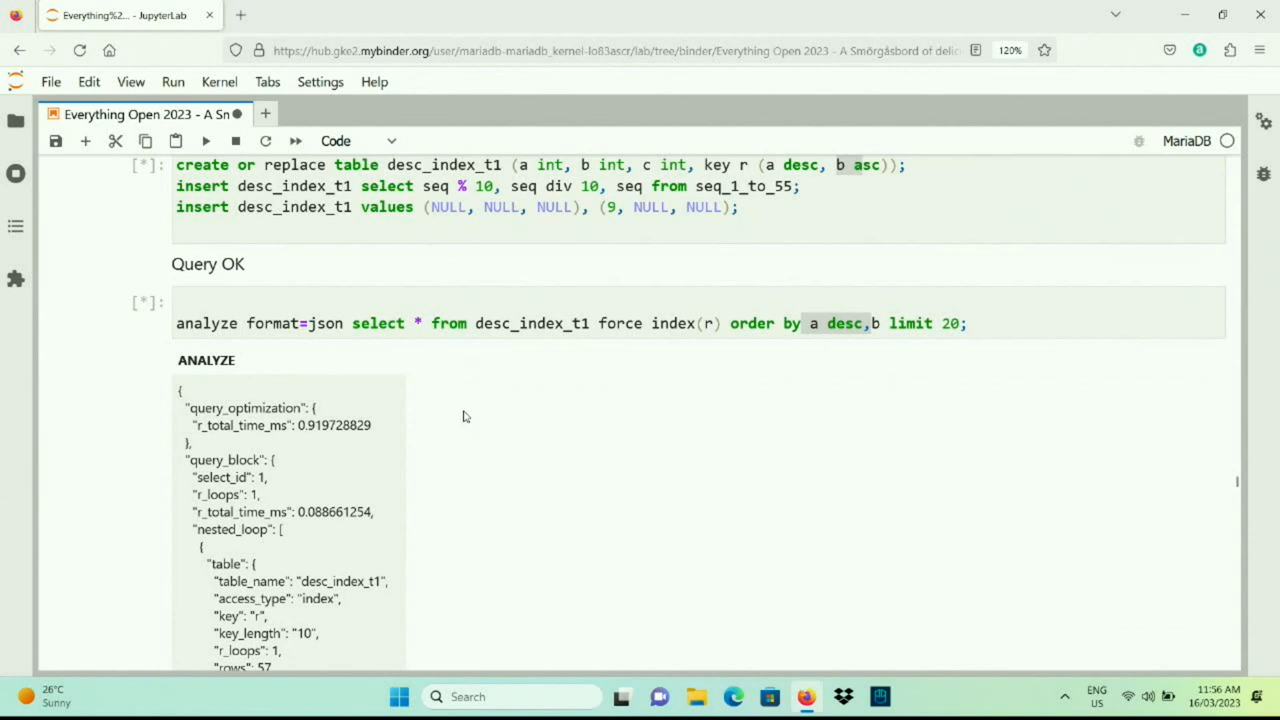 Everything%2... - JupyterLab
https://hub.gke2.mybinder.org/user/mariadb-mariadb_kernel-lo83ascr/lab/tree/binder/Everything Open 2023 - A Smörgåsbord of delic
120%
File Edit View Run Kernel Tabs Settings Help
Everything Open 2023 - A Sn
Code
MariaDB
[*]:
create or replace table desc_index_t1 (a int, b int, c int, key r (a desc, b asc));
insert desc_index_t1 select seq % 10, seq div 10, seq from seq_1_to_55;
insert desc_index_t1 values (NULL, NULL, NULL), (9, NULL, NULL);
Query OK
[*]:
analyze format=json select * from desc_index_t1 force index(r) order by a desc,b limit 20;
ANALYZE
{
"query_optimization": {
"r_total_time_ms": 0.919728829
},
"query_block": {
"select_id": 1,
"r_loops": 1,
"r_total_time_ms": 0.088661254,
"nested_loop": [
{
"table": {
"table_name": "desc_index_t1",
"access_type": "index",
"key": "r",
"key_length": "10",
"r_loops": 1,
"rows": 57,
26°C
Sunny
Search
ENG
US
11:56 AM
16/03/2023